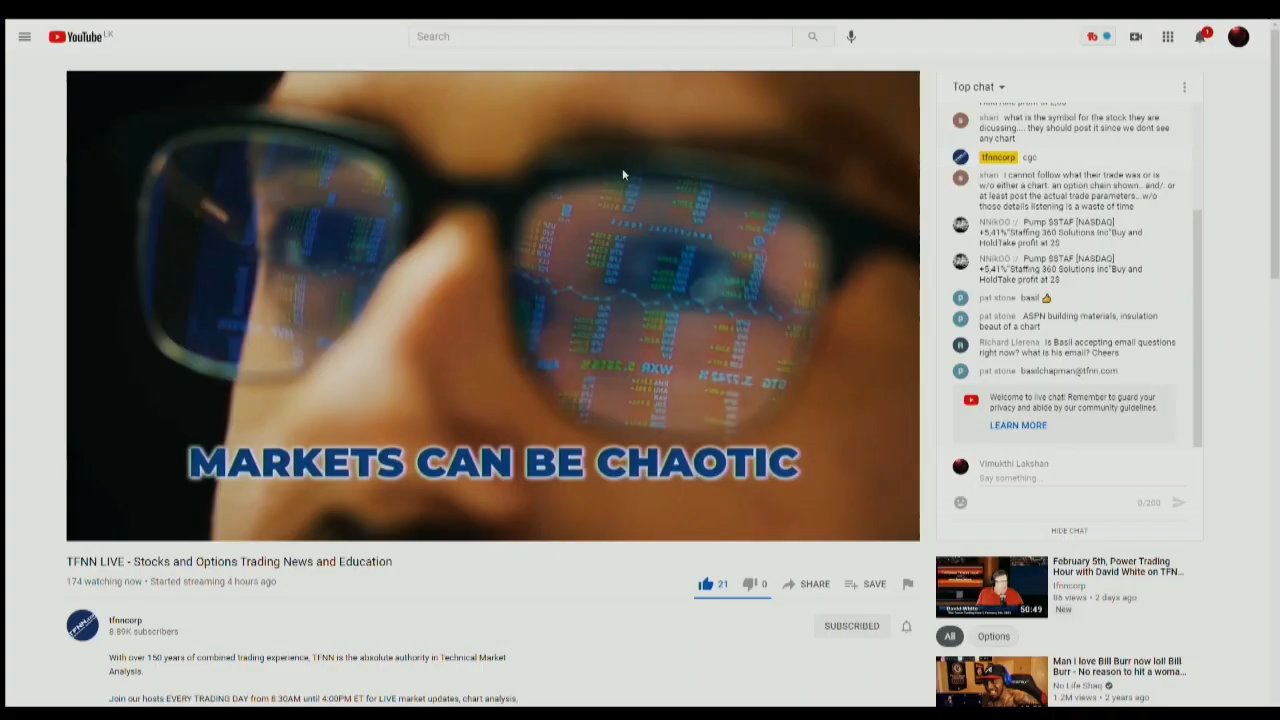 YouTube LK
Search
1
Top chat
shari what is the symbol for the stock they are
dicussing.... they should post it since we dont see
any chart
tfnncorp cgc
shari I cannot follow what their trade was or is
w/o either a chart. an option chain shown.. and/. or
at least post the actual trade parameters...w/o
those details listening is a waste of time
NNikOO :/ Pump $STAF [NASDAQ]
+5,41%"Staffing 360 Solutions Inc"Buy and
HoldTake profit at 2$
NNikOO :/ Pump $STAF [NASDAQ]
+5,41%"Staffing 360 Solutions Inc"Buy and
HoldTake profit at 2$
pat stone basil 👍
pat stone ASPN building materials, insulation
beaut of a chart
Richard Llerena Is Basil accepting email questions
right now? what is his email? Cheers
pat stone basilchapman@tfnn.com
Welcome to live chat! Remember to guard your
privacy and abide by our community guidelines.
LEARN MORE
Vimukthi Lakshan
Say something...
0/200
HIDE CHAT
MARKETS CAN BE CHAOTIC
TFNN LIVE - Stocks and Options Trading News and Education
174 watching now • Started streaming 4 hours ago
21
0
SHARE
SAVE
tfnncorp
8.89K subscribers
SUBSCRIBED
With over 150 years of combined trading experience, TFNN is the absolute authority in Technical Market
Analysis.
Join our hosts EVERY TRADING DAY from 8:30AM until 4:00PM ET for LIVE market updates, chart analysis,
David White
50:49
February 5th, Power Trading
Hour with David White on TFN...
tfnncorp
86 views • 2 days ago
New
All
Options
Man i love Bill Burr now lol! Bill
Burr - No reason to hit a woma...
No Life Shaq
1.2M views • 2 years ago